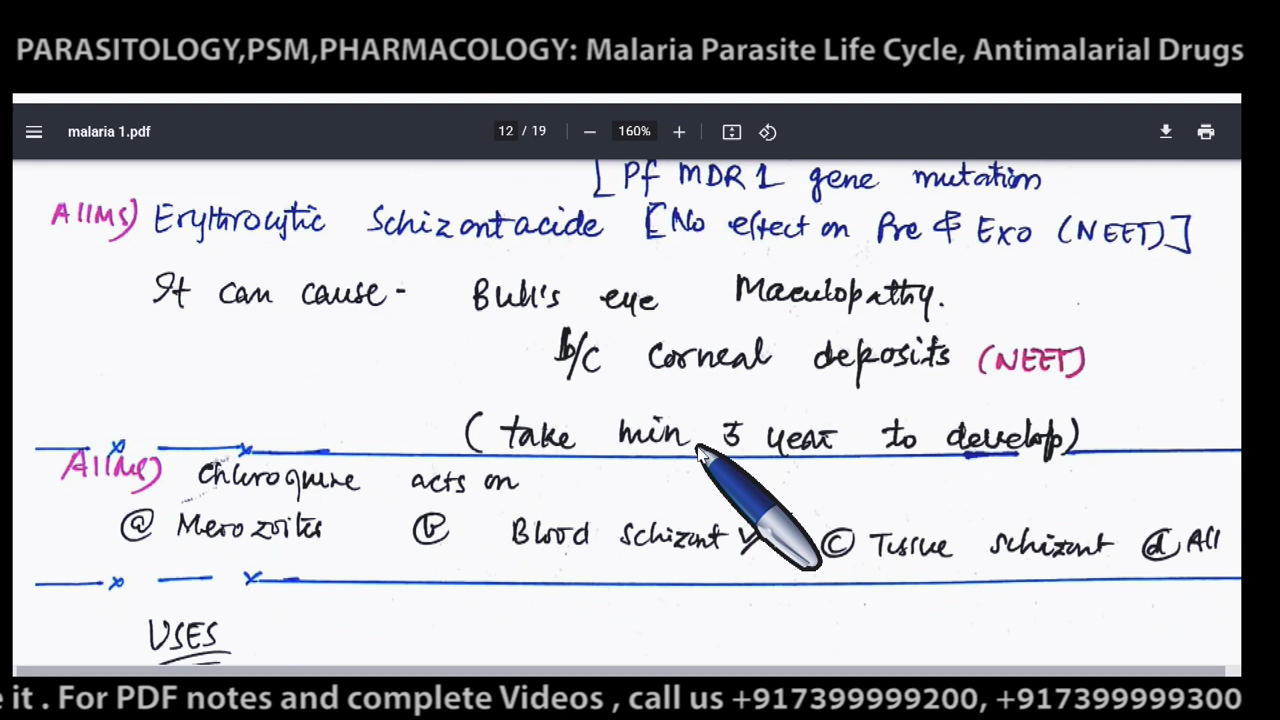 PARASITOLOGY,PSM,PHARMACOLOGY: Malaria Parasite Life Cycle, Antimalarial Drugs
malaria 1.pdf 12 / 19 160%
[Pf MDR 1 gene mutation
AIIMS) Erythrocytic Schizontacide [No effect on Pre & Exo (NEET)]
It can cause - Bull's eye Maculopathy.
b/c corneal deposits (NEET)
( take min 3 year to develop)
AIIMS) Chloroquine acts on
(a) Merozoites (b) Blood Schizont ✓ (c) Tissue Schizont (d) All
USES
e it . For PDF notes and complete Videos , call us +917399999200, +917399999300